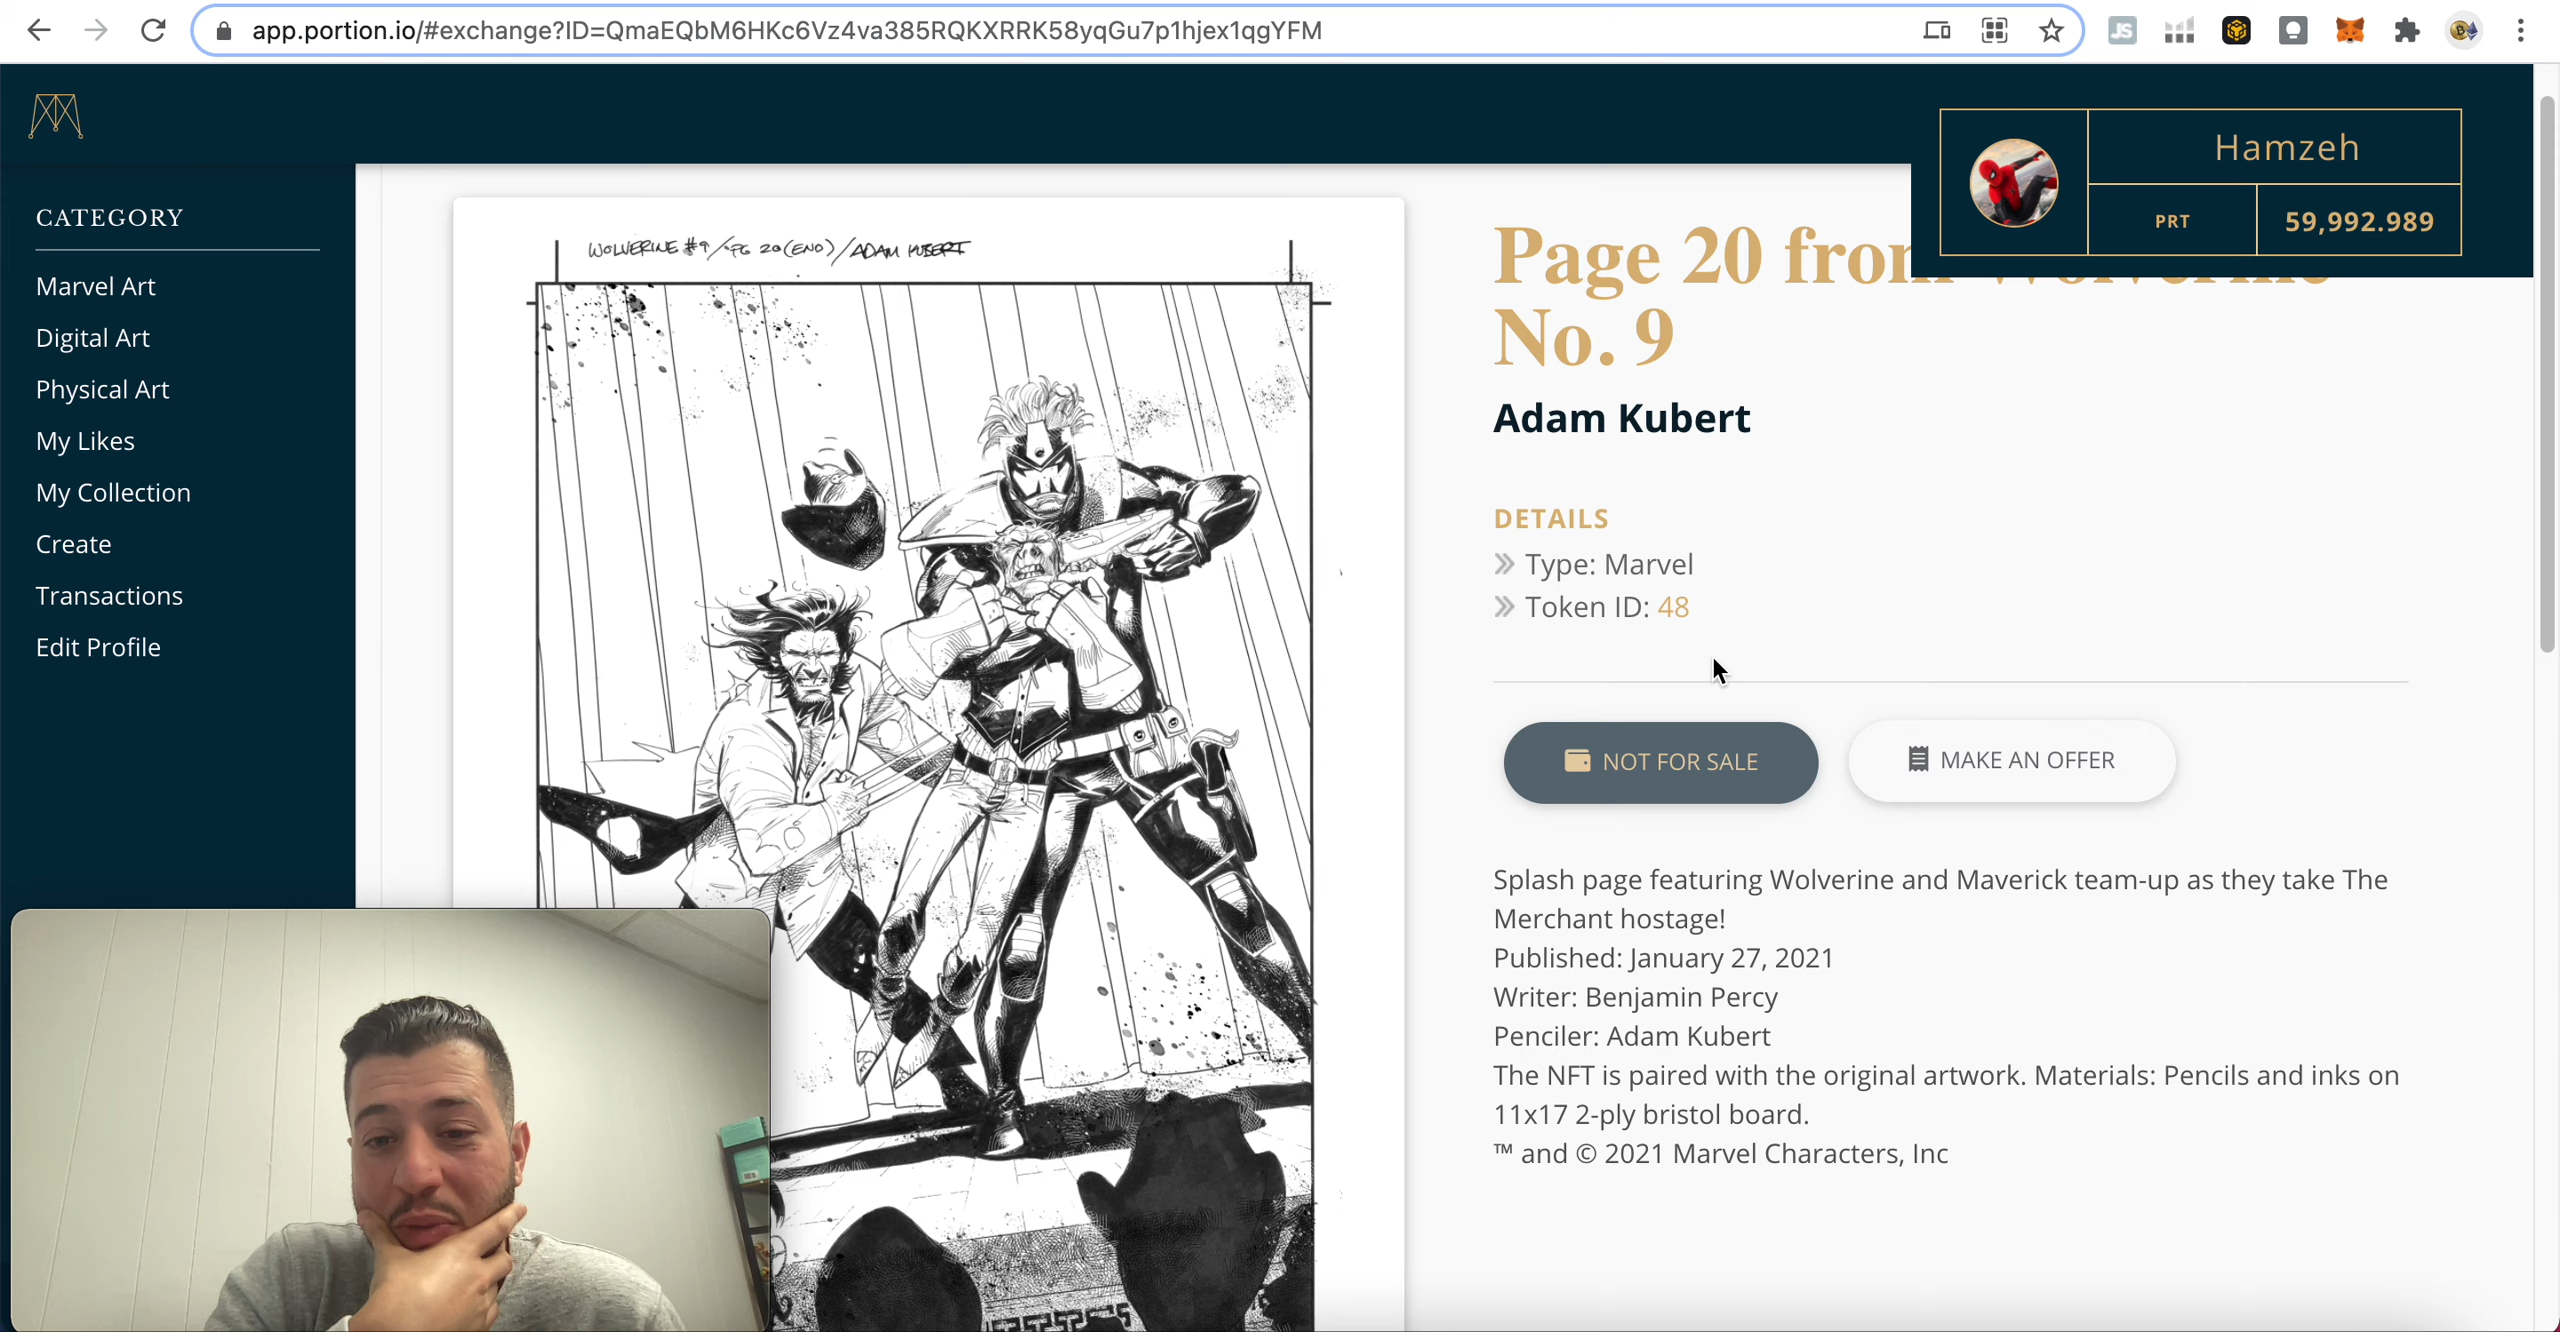 app.portion.io/#exchange?ID=QmaEQbM6HKc6Vz4va385RQKXRRK58yqGu7p1hjex1qgYFM
JS
Hamzeh
PRT
59,992.989
CATEGORY
Marvel Art
Digital Art
Physical Art
My Likes
My Collection
Create
Transactions
Edit Profile
WOLVERINE #9/PG 20(END)/ADAM KUBERT
Page 20 from Wolverine
No. 9
Adam Kubert
DETAILS
Type: Marvel
Token ID: 48
NOT FOR SALE
MAKE AN OFFER
Splash page featuring Wolverine and Maverick team-up as they take The
Merchant hostage!
Published: January 27, 2021
Writer: Benjamin Percy
Penciler: Adam Kubert
The NFT is paired with the original artwork. Materials: Pencils and inks on
11x17 2-ply bristol board.
™ and © 2021 Marvel Characters, Inc